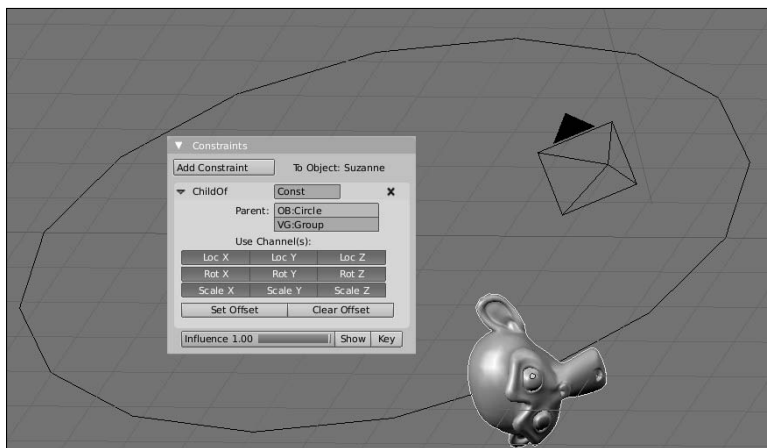 Constraints
Add Constraint To Object: Suzanne
ChildOf Const
Parent: OB:Circle
VG:Group
Use Channel(s):
Loc X Loc Y Loc Z
Rot X Rot Y Rot Z
Scale X Scale Y Scale Z
Set Offset Clear Offset
Influence 1.00 Show Key